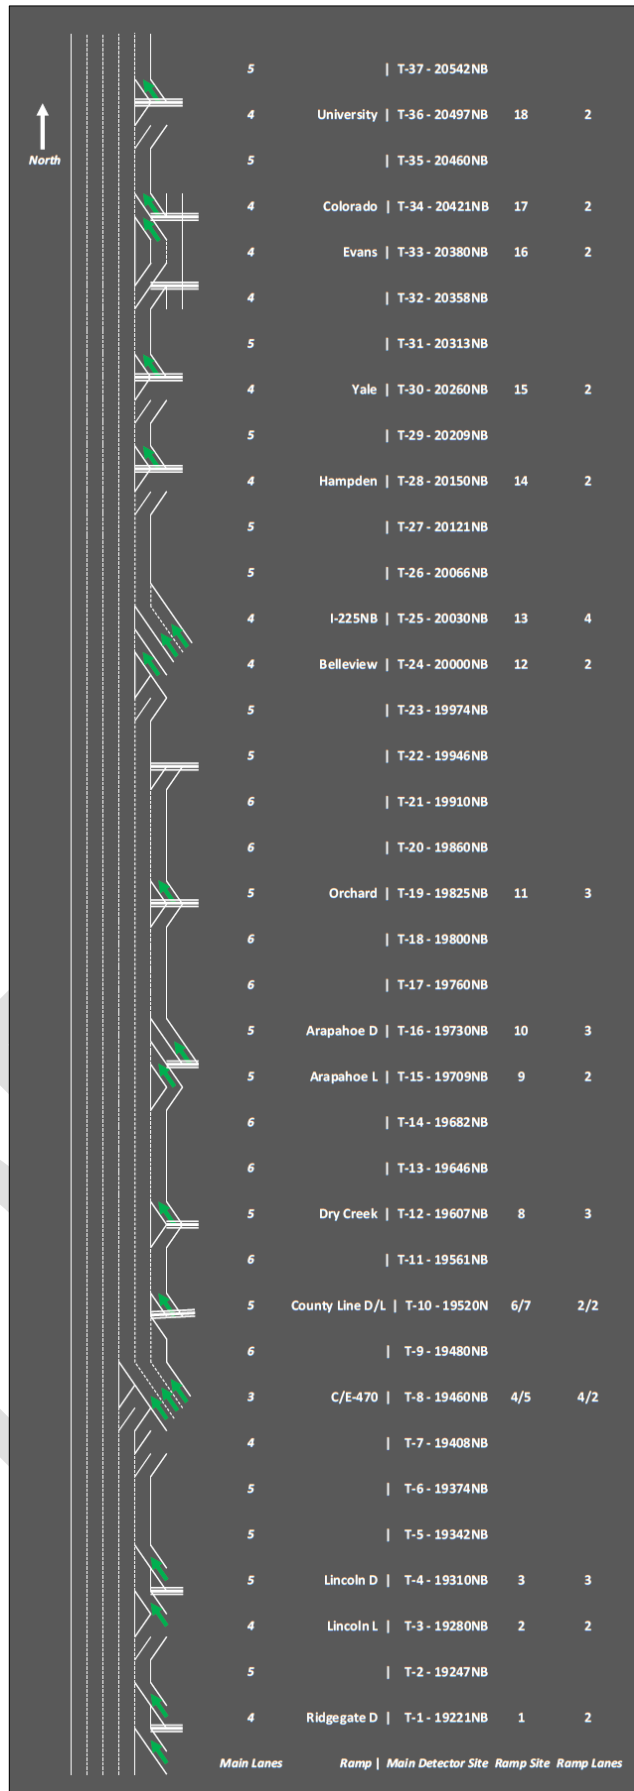 5 | T-37 - 20542NB
4 University | T-36 - 20497NB 18 2
North
5 | T-35 - 20460NB
4 Colorado | T-34 - 20421NB 17 2
4 Evans | T-33 - 20380NB 16 2
4 | T-32 - 20358NB
5 | T-31 - 20313NB
4 Yale | T-30 - 20260NB 15 2
5 | T-29 - 20209NB
4 Hampden | T-28 - 20150NB 14 2
5 | T-27 - 20121NB
5 | T-26 - 20066NB
4 I-225NB | T-25 - 20030NB 13 4
4 Belleview | T-24 - 20000NB 12 2
5 | T-23 - 19974NB
5 | T-22 - 19946NB
6 | T-21 - 19910NB
6 | T-20 - 19860NB
5 Orchard | T-19 - 19825NB 11 3
6 | T-18 - 19800NB
6 | T-17 - 19760NB
5 Arapahoe D | T-16 - 19730NB 10 3
5 Arapahoe L | T-15 - 19709NB 9 2
6 | T-14 - 19682NB
6 | T-13 - 19646NB
5 Dry Creek | T-12 - 19607NB 8 3
6 | T-11 - 19561NB
5 County Line D/L | T-10 - 19520N 6/7 2/2
6 | T-9 - 19480NB
3 C/E-470 | T-8 - 19460NB 4/5 4/2
4 | T-7 - 19408NB
5 | T-6 - 19374NB
5 | T-5 - 19342NB
5 Lincoln D | T-4 - 19310NB 3 3
4 Lincoln L | T-3 - 19280NB 2 2
5 | T-2 - 19247NB
4 Ridgegate D | T-1 - 19221NB 1 2
Main Lanes Ramp | Main Detector Site Ramp Site Ramp Lanes